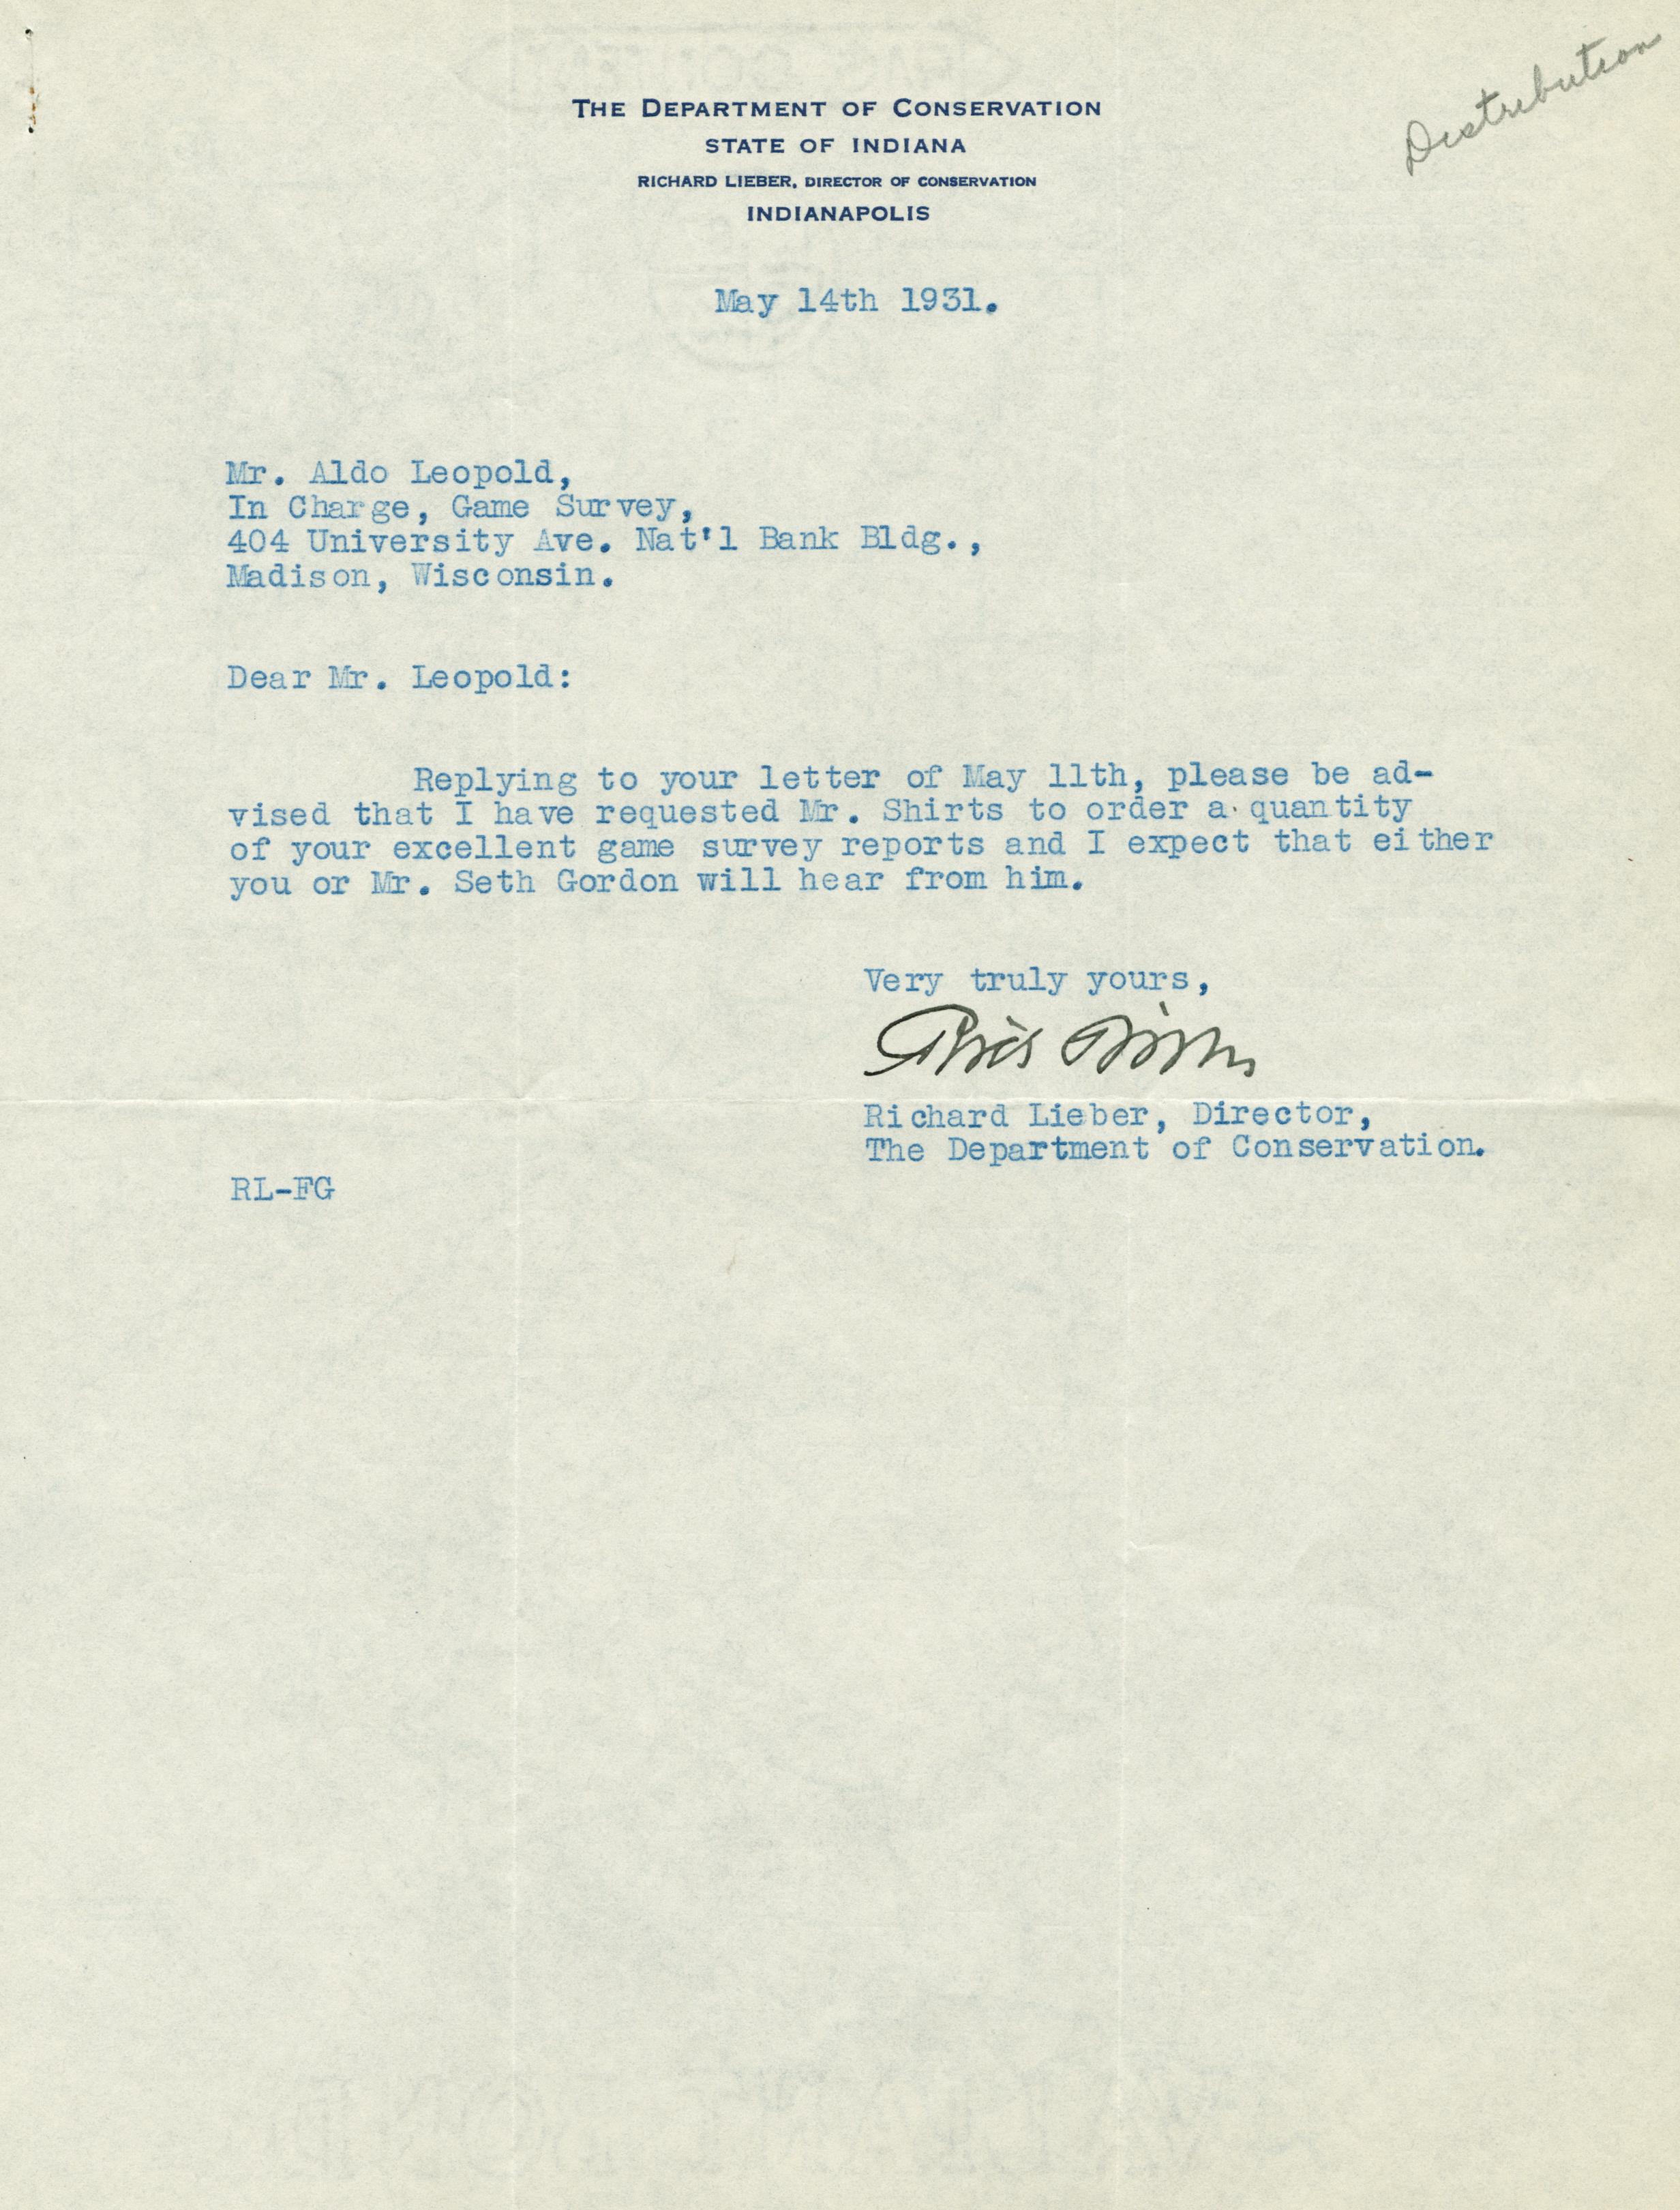 Distribution
THE DEPARTMENT OF CONSERVATION
STATE OF INDIANA
RICHARD LIEBER, DIRECTOR OF CONSERVATION
INDIANAPOLIS
May 14th 1931.
Mr. Aldo Leopold,
In Charge, Game Survey,
404 University Ave. Nat'l Bank Bldg.,
Madison, Wisconsin.
Dear Mr. Leopold:
Replying to your letter of May 11th, please be ad-
vised that I have requested Mr. Shirts to order a quantity
of your excellent game survey reports and I expect that either
you or Mr. Seth Gordon will hear from him.
Very truly yours,
Richard Lieber, Director,
The Department of Conservation.
RL-FG